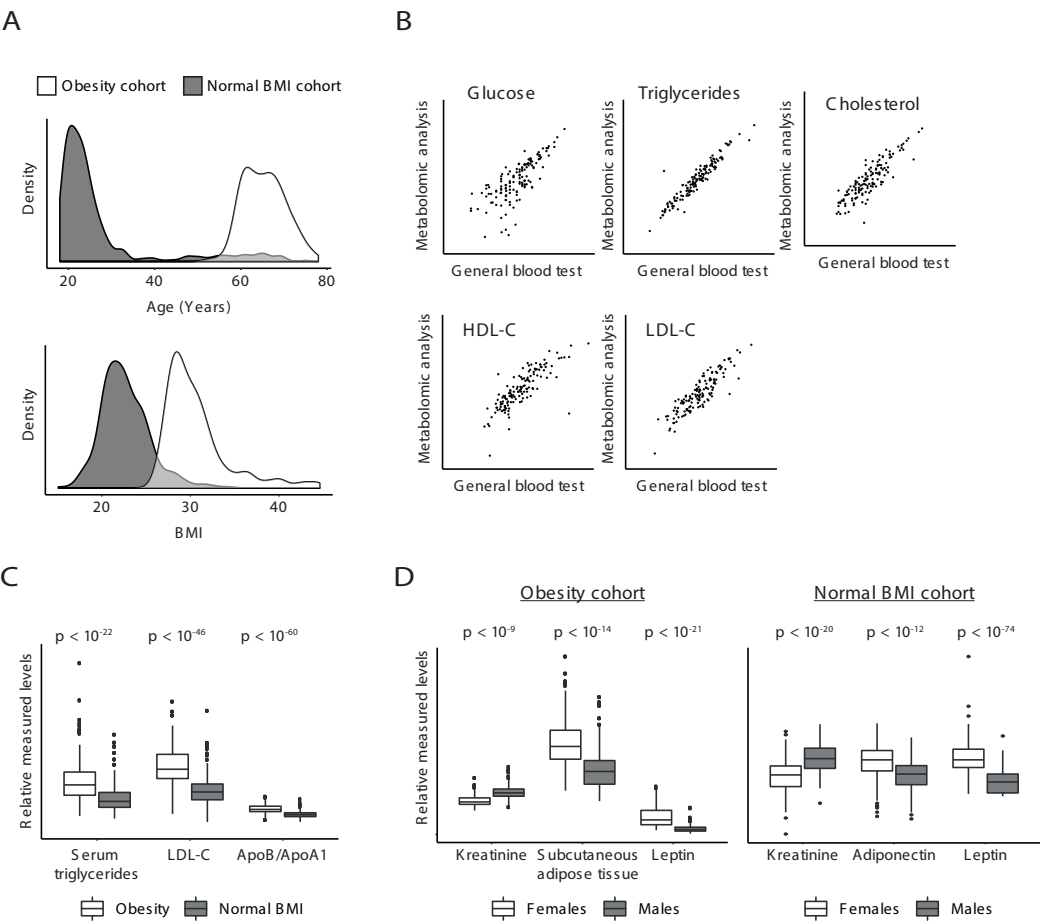 A
Obesity cohort
Normal BMI cohort
Density
20 40 60 80
Age (Years)
Density
20 30 40
BMI
B
Glucose
Metabolomic analysis
General blood test
Triglycerides
Metabolomic analysis
General blood test
Cholesterol
Metabolomic analysis
General blood test
HDL-C
Metabolomic analysis
General blood test
LDL-C
Metabolomic analysis
General blood test
C
p < 10⁻²² p < 10⁻⁴⁶ p < 10⁻⁶⁰
Relative measured levels
Serum LDL-C ApoB/ApoA1
triglycerides
Obesity Normal BMI
D
Obesity cohort
p < 10⁻⁹ p < 10⁻¹⁴ p < 10⁻²¹
Relative measured levels
Kreatinine Subcutaneous Leptin
adipose tissue
Females Males
Normal BMI cohort
p < 10⁻²⁰ p < 10⁻¹² p < 10⁻⁷⁴
Kreatinine Adiponectin Leptin
Females Males